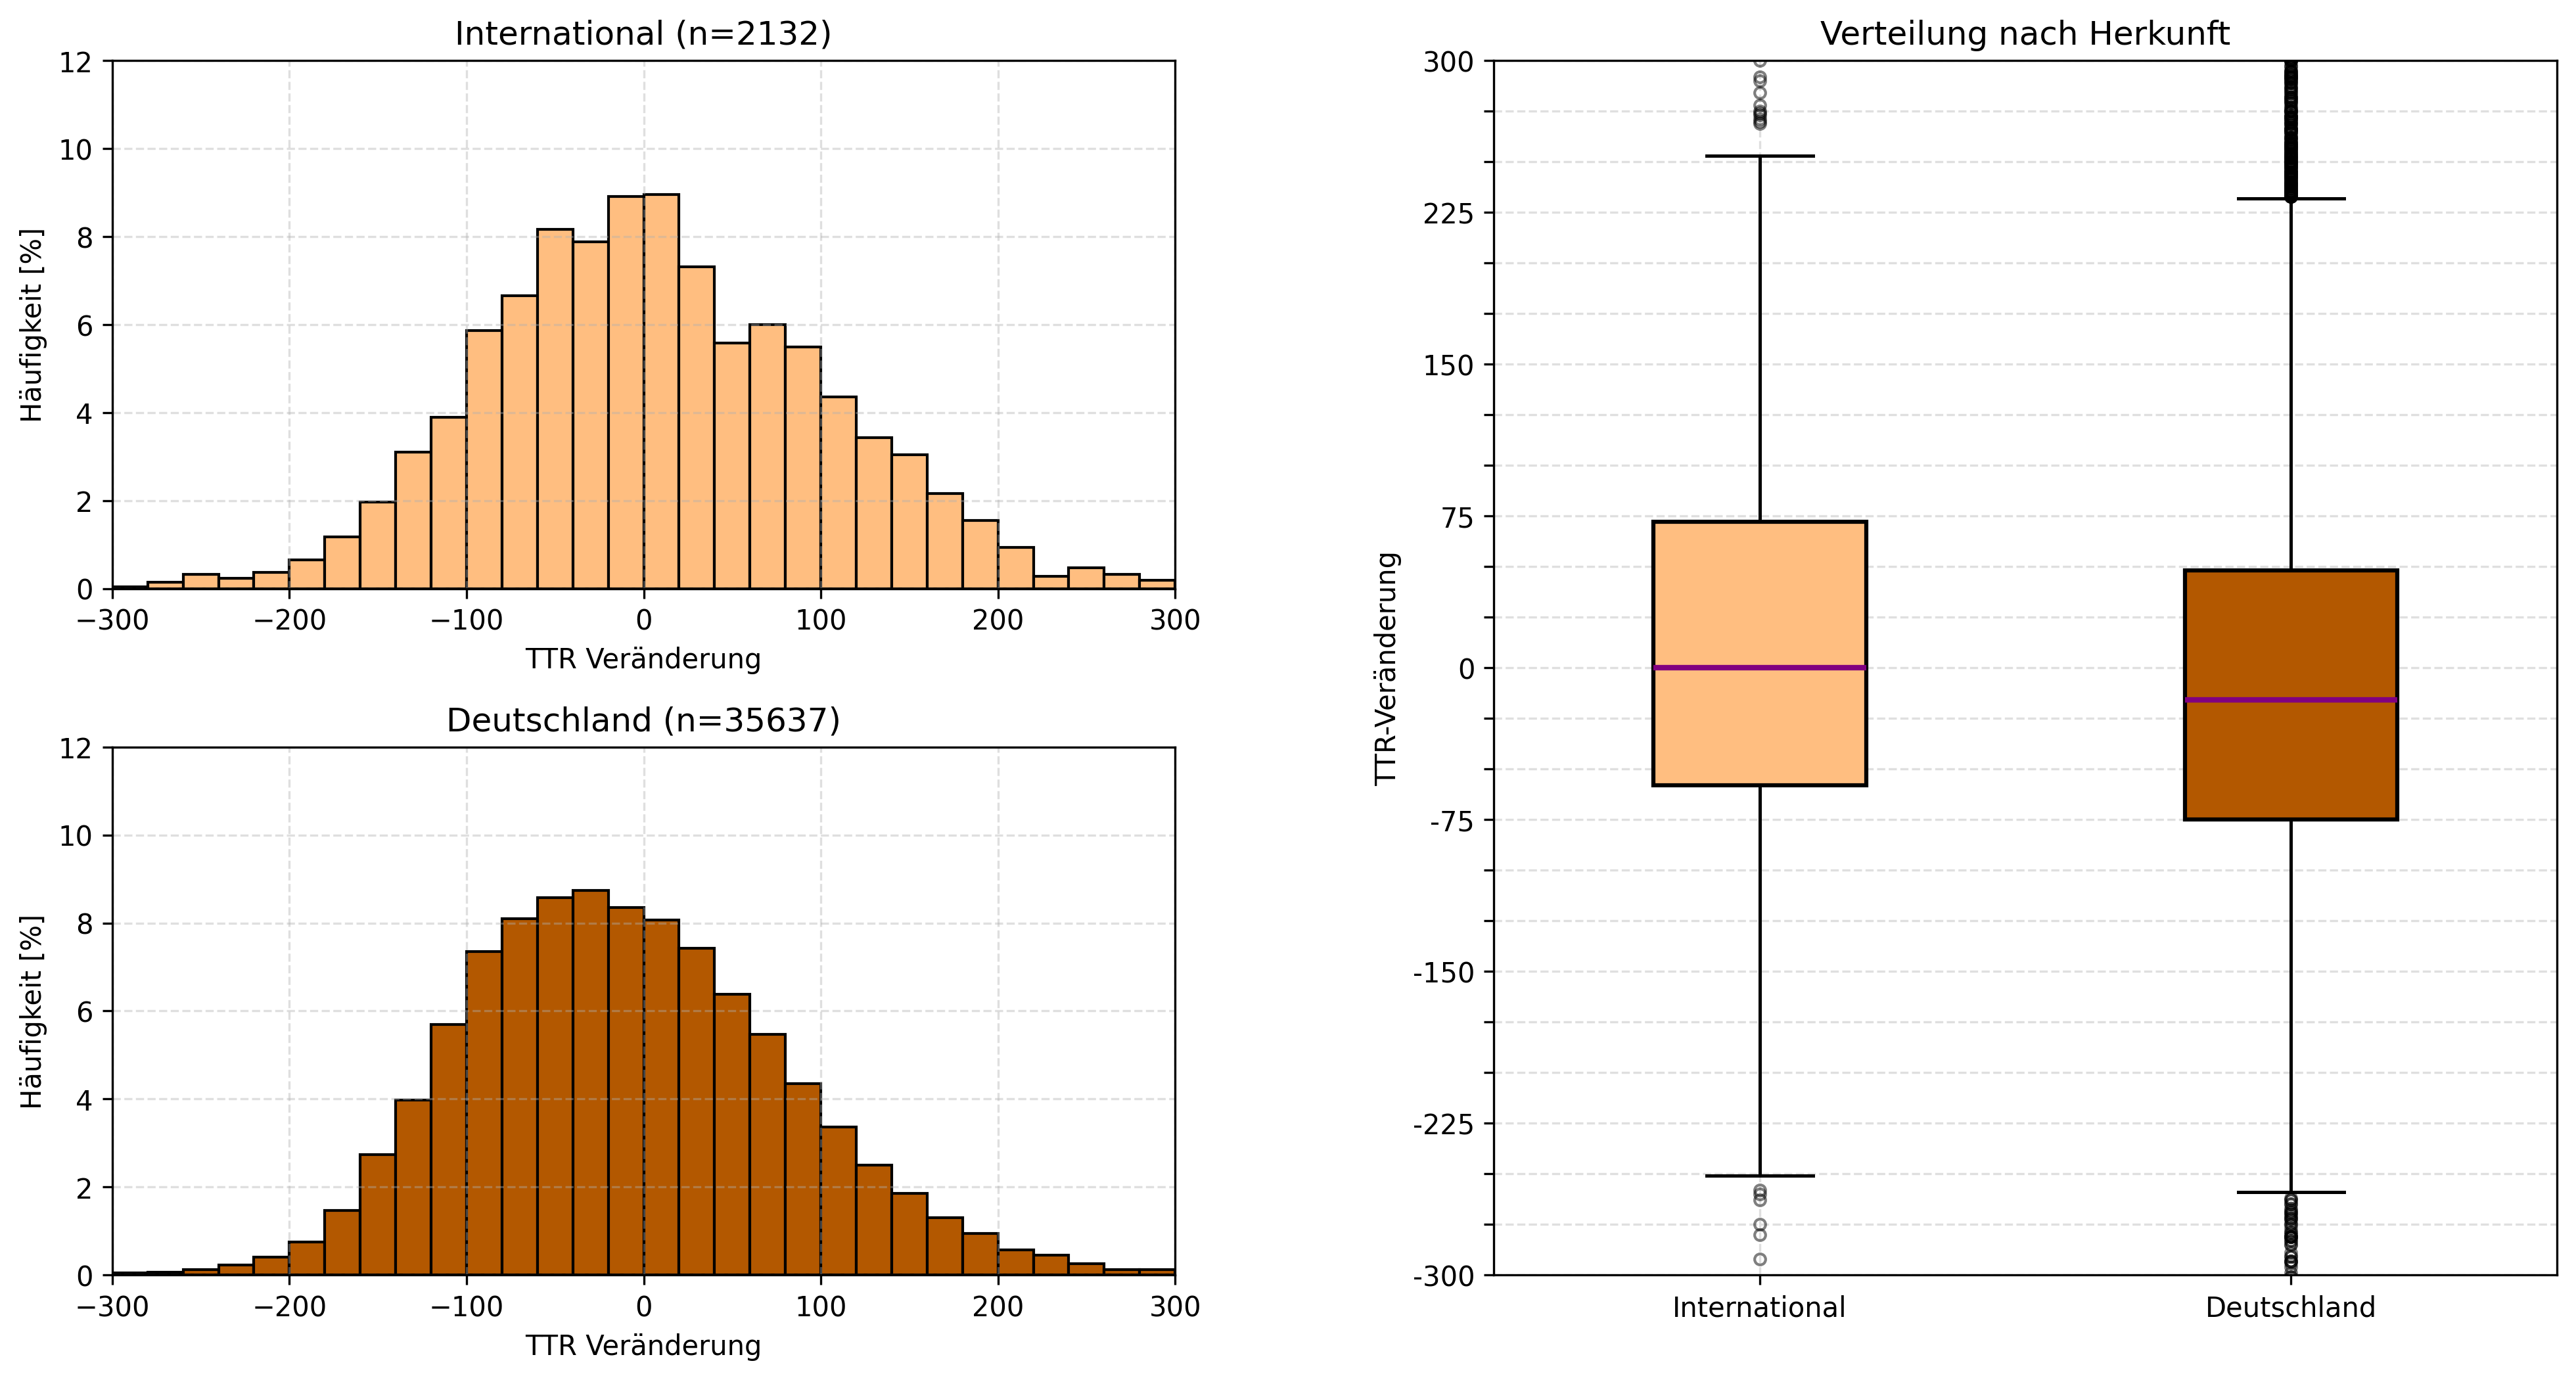 International (n=2132)
12
10
8
6
4
2
0
Häufigkeit [%]
−300 −200 −100 0 100 200 300
TTR Veränderung
Deutschland (n=35637)
12
10
8
6
4
2
0
Häufigkeit [%]
−300 −200 −100 0 100 200 300
TTR Veränderung
Verteilung nach Herkunft
300
225
150
75
0
-75
-150
-225
-300
TTR-Veränderung
International Deutschland